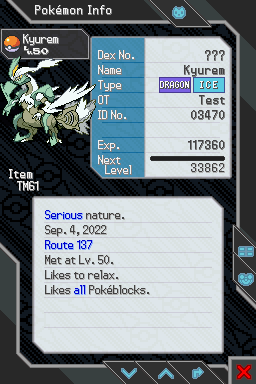 Pokémon Info
Kyurem
Lv.50
Dex No. ???
Name Kyurem
Type DRAGON ICE
OT Test
ID No. 03470
Exp. 117360
Next Level 33862
Item
TM61
Serious nature.
Sep. 4, 2022
Route 137
Met at Lv. 50.
Likes to relax.
Likes all Pokéblocks.